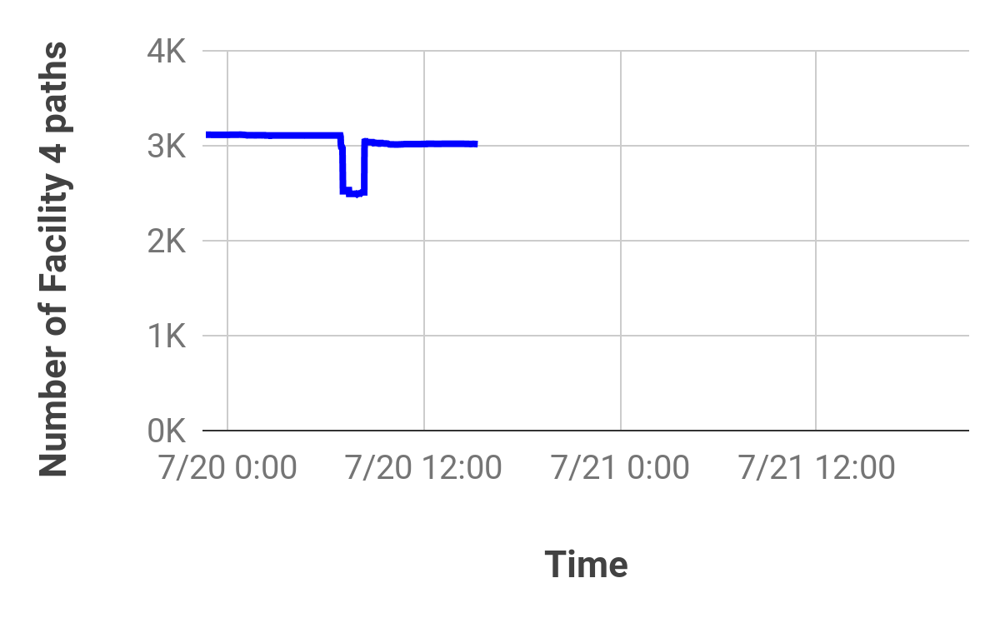 Number of Facility 4 paths
4K
3K
2K
1K
0K
7/20 0:00
7/20 12:00
7/21 0:00
7/21 12:00
Time